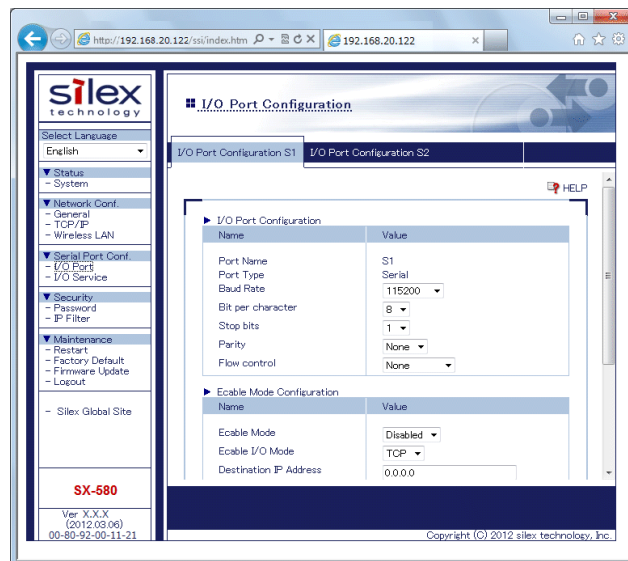 http://192.168.20.122/ssi/index.htm
192.168.20.122
silex
technology
Select Language
English
▼ Status
- System
▼ Network Conf.
- General
- TCP/IP
- Wireless LAN
▼ Serial Port Conf.
- I/O Port
- I/O Service
▼ Security
- Password
- IP Filter
▼ Maintenance
- Restart
- Factory Default
- Firmware Update
- Logout
- Silex Global Site
SX-580
Ver X.X.X
(2012.03.06)
00-80-92-00-11-21
I/O Port Configuration
I/O Port Configuration S1 I/O Port Configuration S2
HELP
I/O Port Configuration
Name Value
Port Name S1
Port Type Serial
Baud Rate 115200
Bit per character 8
Stop bits 1
Parity None
Flow control None
Ecable Mode Configuration
Name Value
Ecable Mode Disabled
Ecable I/O Mode TCP
Destination IP Address 0.0.0.0
Copyright (C) 2012 silex technology, Inc.